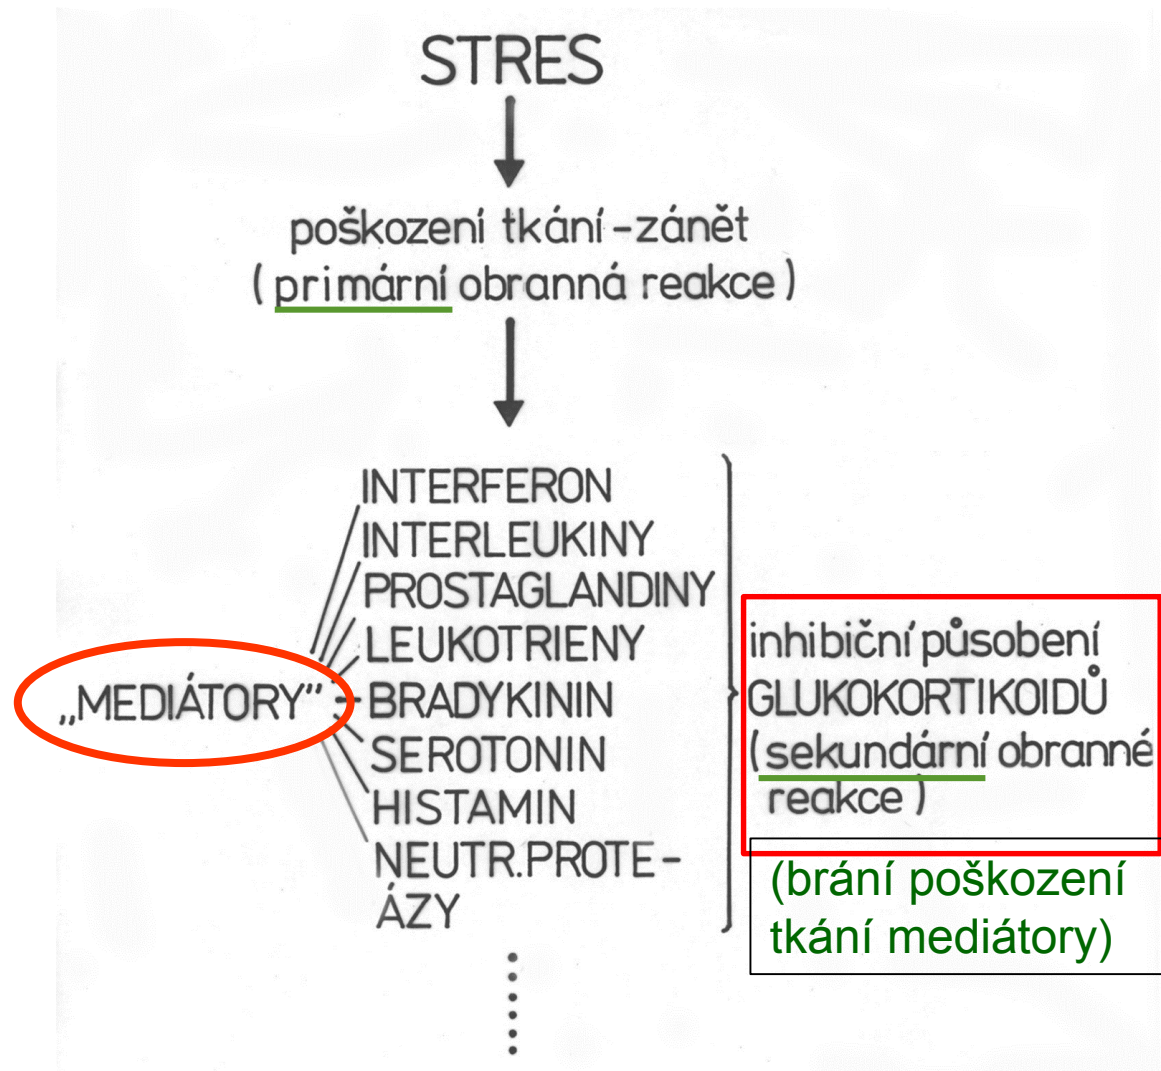 STRES
poškození tkání-zánět
(primární obranná reakce)
INTERFERON
INTERLEUKINY
PROSTAGLANDINY
LEUKOTRIENY
„MEDIÁTORY"
BRADYKININ
SEROTONIN
HISTAMIN
NEUTR.PROTE-
ÁZY
inhibiční působení
GLUKOKORTIKOIDŮ
(sekundární obranné
reakce)
(brání poškození
tkání mediátory)